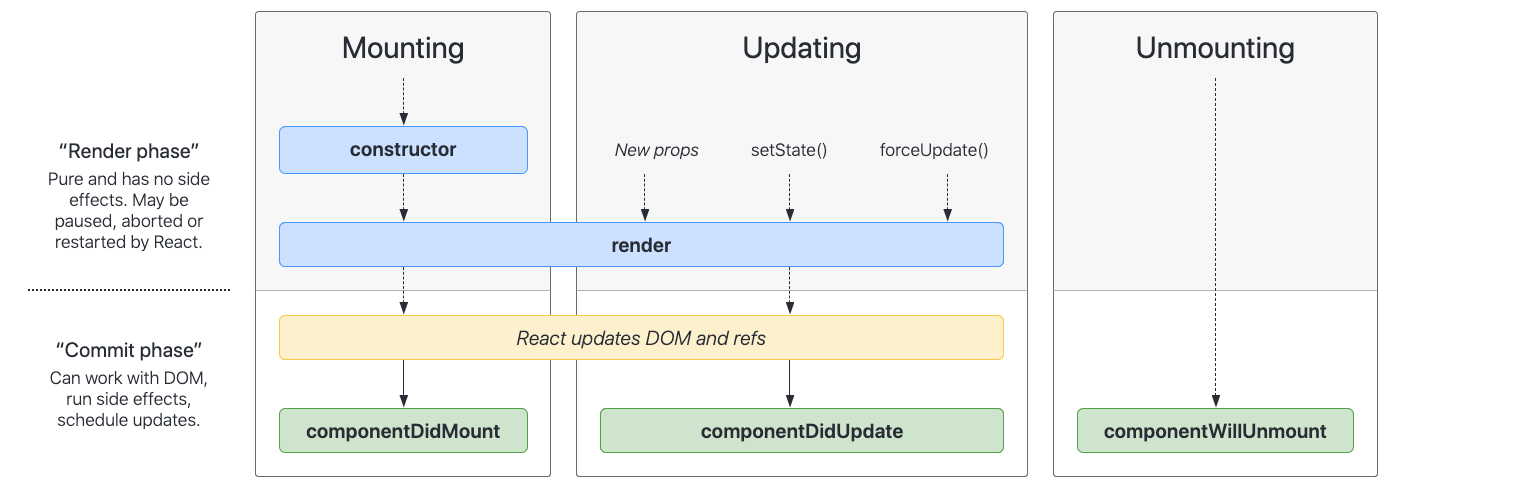 Mounting
Updating
Unmounting
“Render phase”
Pure and has no side
effects. May be
paused, aborted or
restarted by React.
constructor
New props
setState()
forceUpdate()
render
“Commit phase”
Can work with DOM,
run side effects,
schedule updates.
React updates DOM and refs
componentDidMount
componentDidUpdate
componentWillUnmount